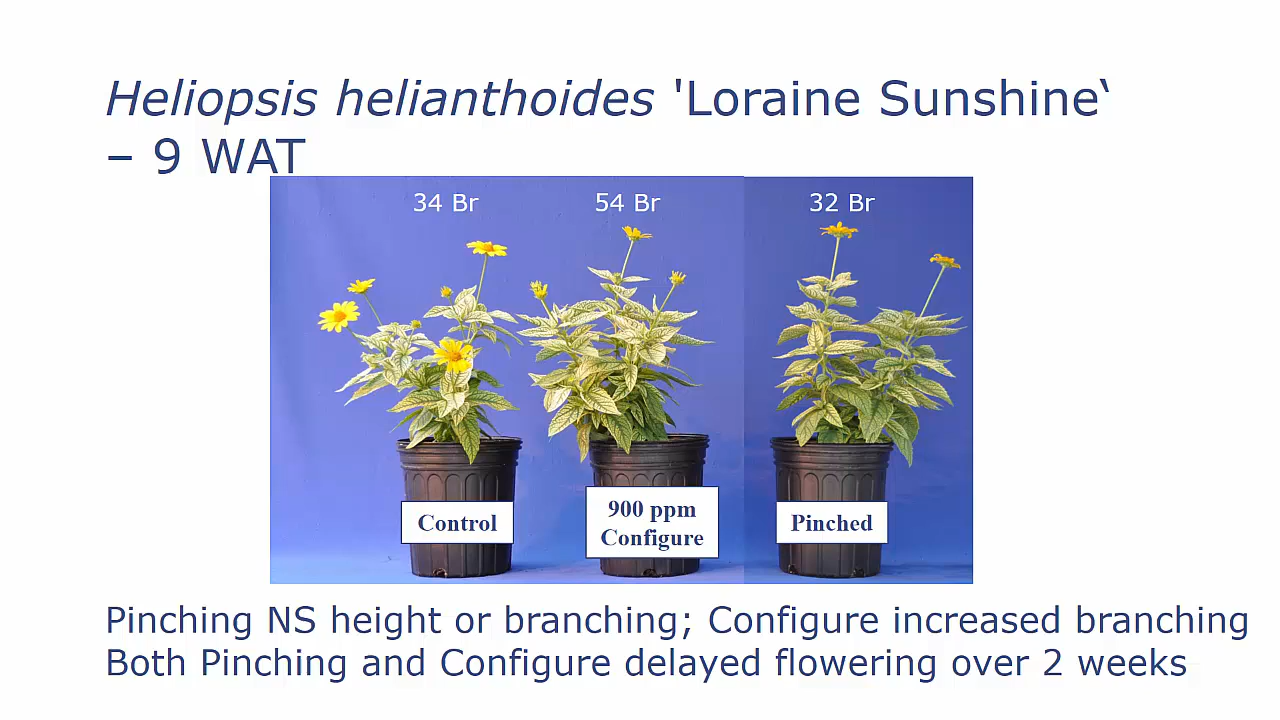 Heliopsis helianthoides 'Loraine Sunshine‘
– 9 WAT
34 Br 54 Br 32 Br
Control
900 ppm
Configure
Pinched
Pinching NS height or branching; Configure increased branching
Both Pinching and Configure delayed flowering over 2 weeks